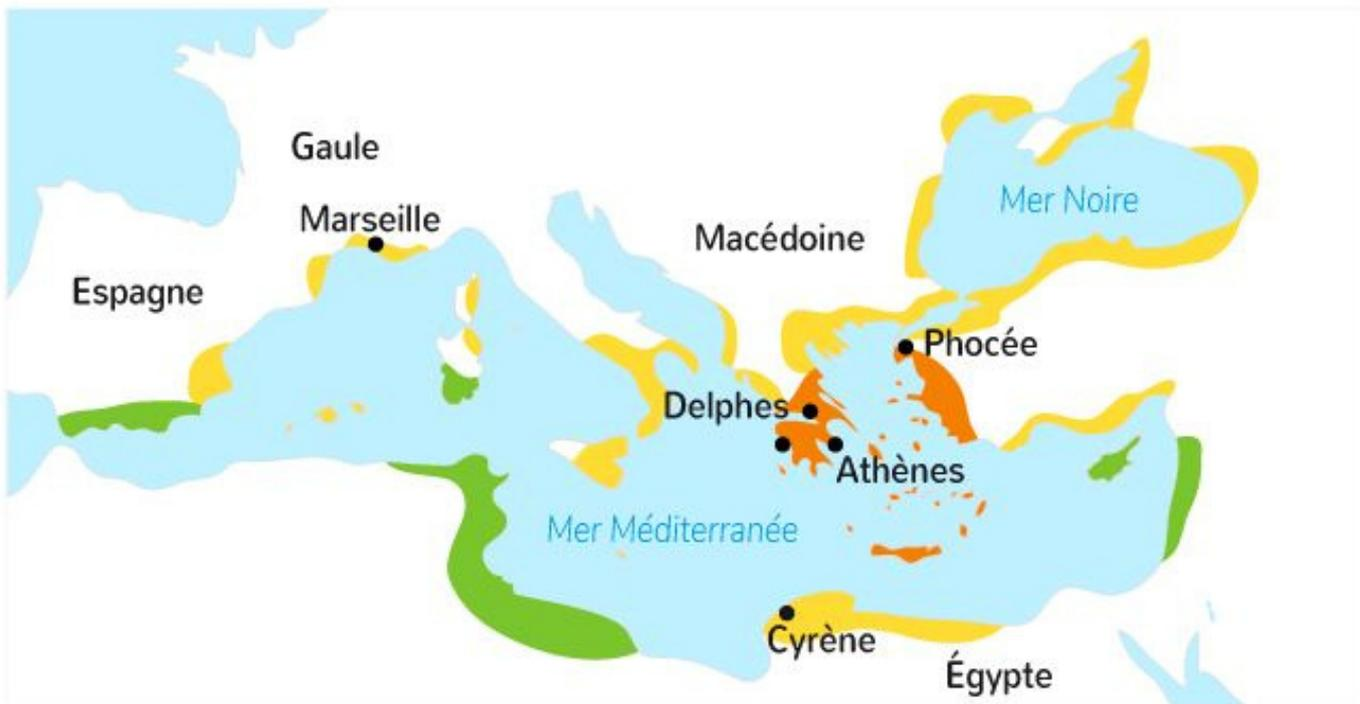 Gaule
Mer Noire
Marseille
Macédoine
Espagne
Phocée
Delphes
Athènes
Mer Méditerranée
Cyrène
Égypte